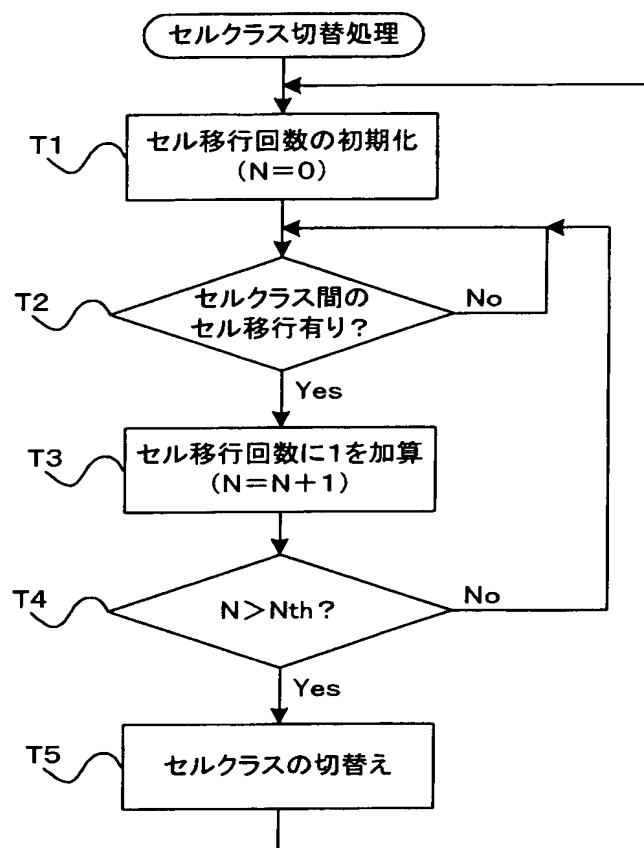 セルクラス切替処理
T1
セル移行回数の初期化
(N=0)
T2
セルクラス間の
セル移行有り？
No
Yes
T3
セル移行回数に1を加算
(N=N+1)
T4
N>Nth？
No
Yes
T5
セルクラスの切替え